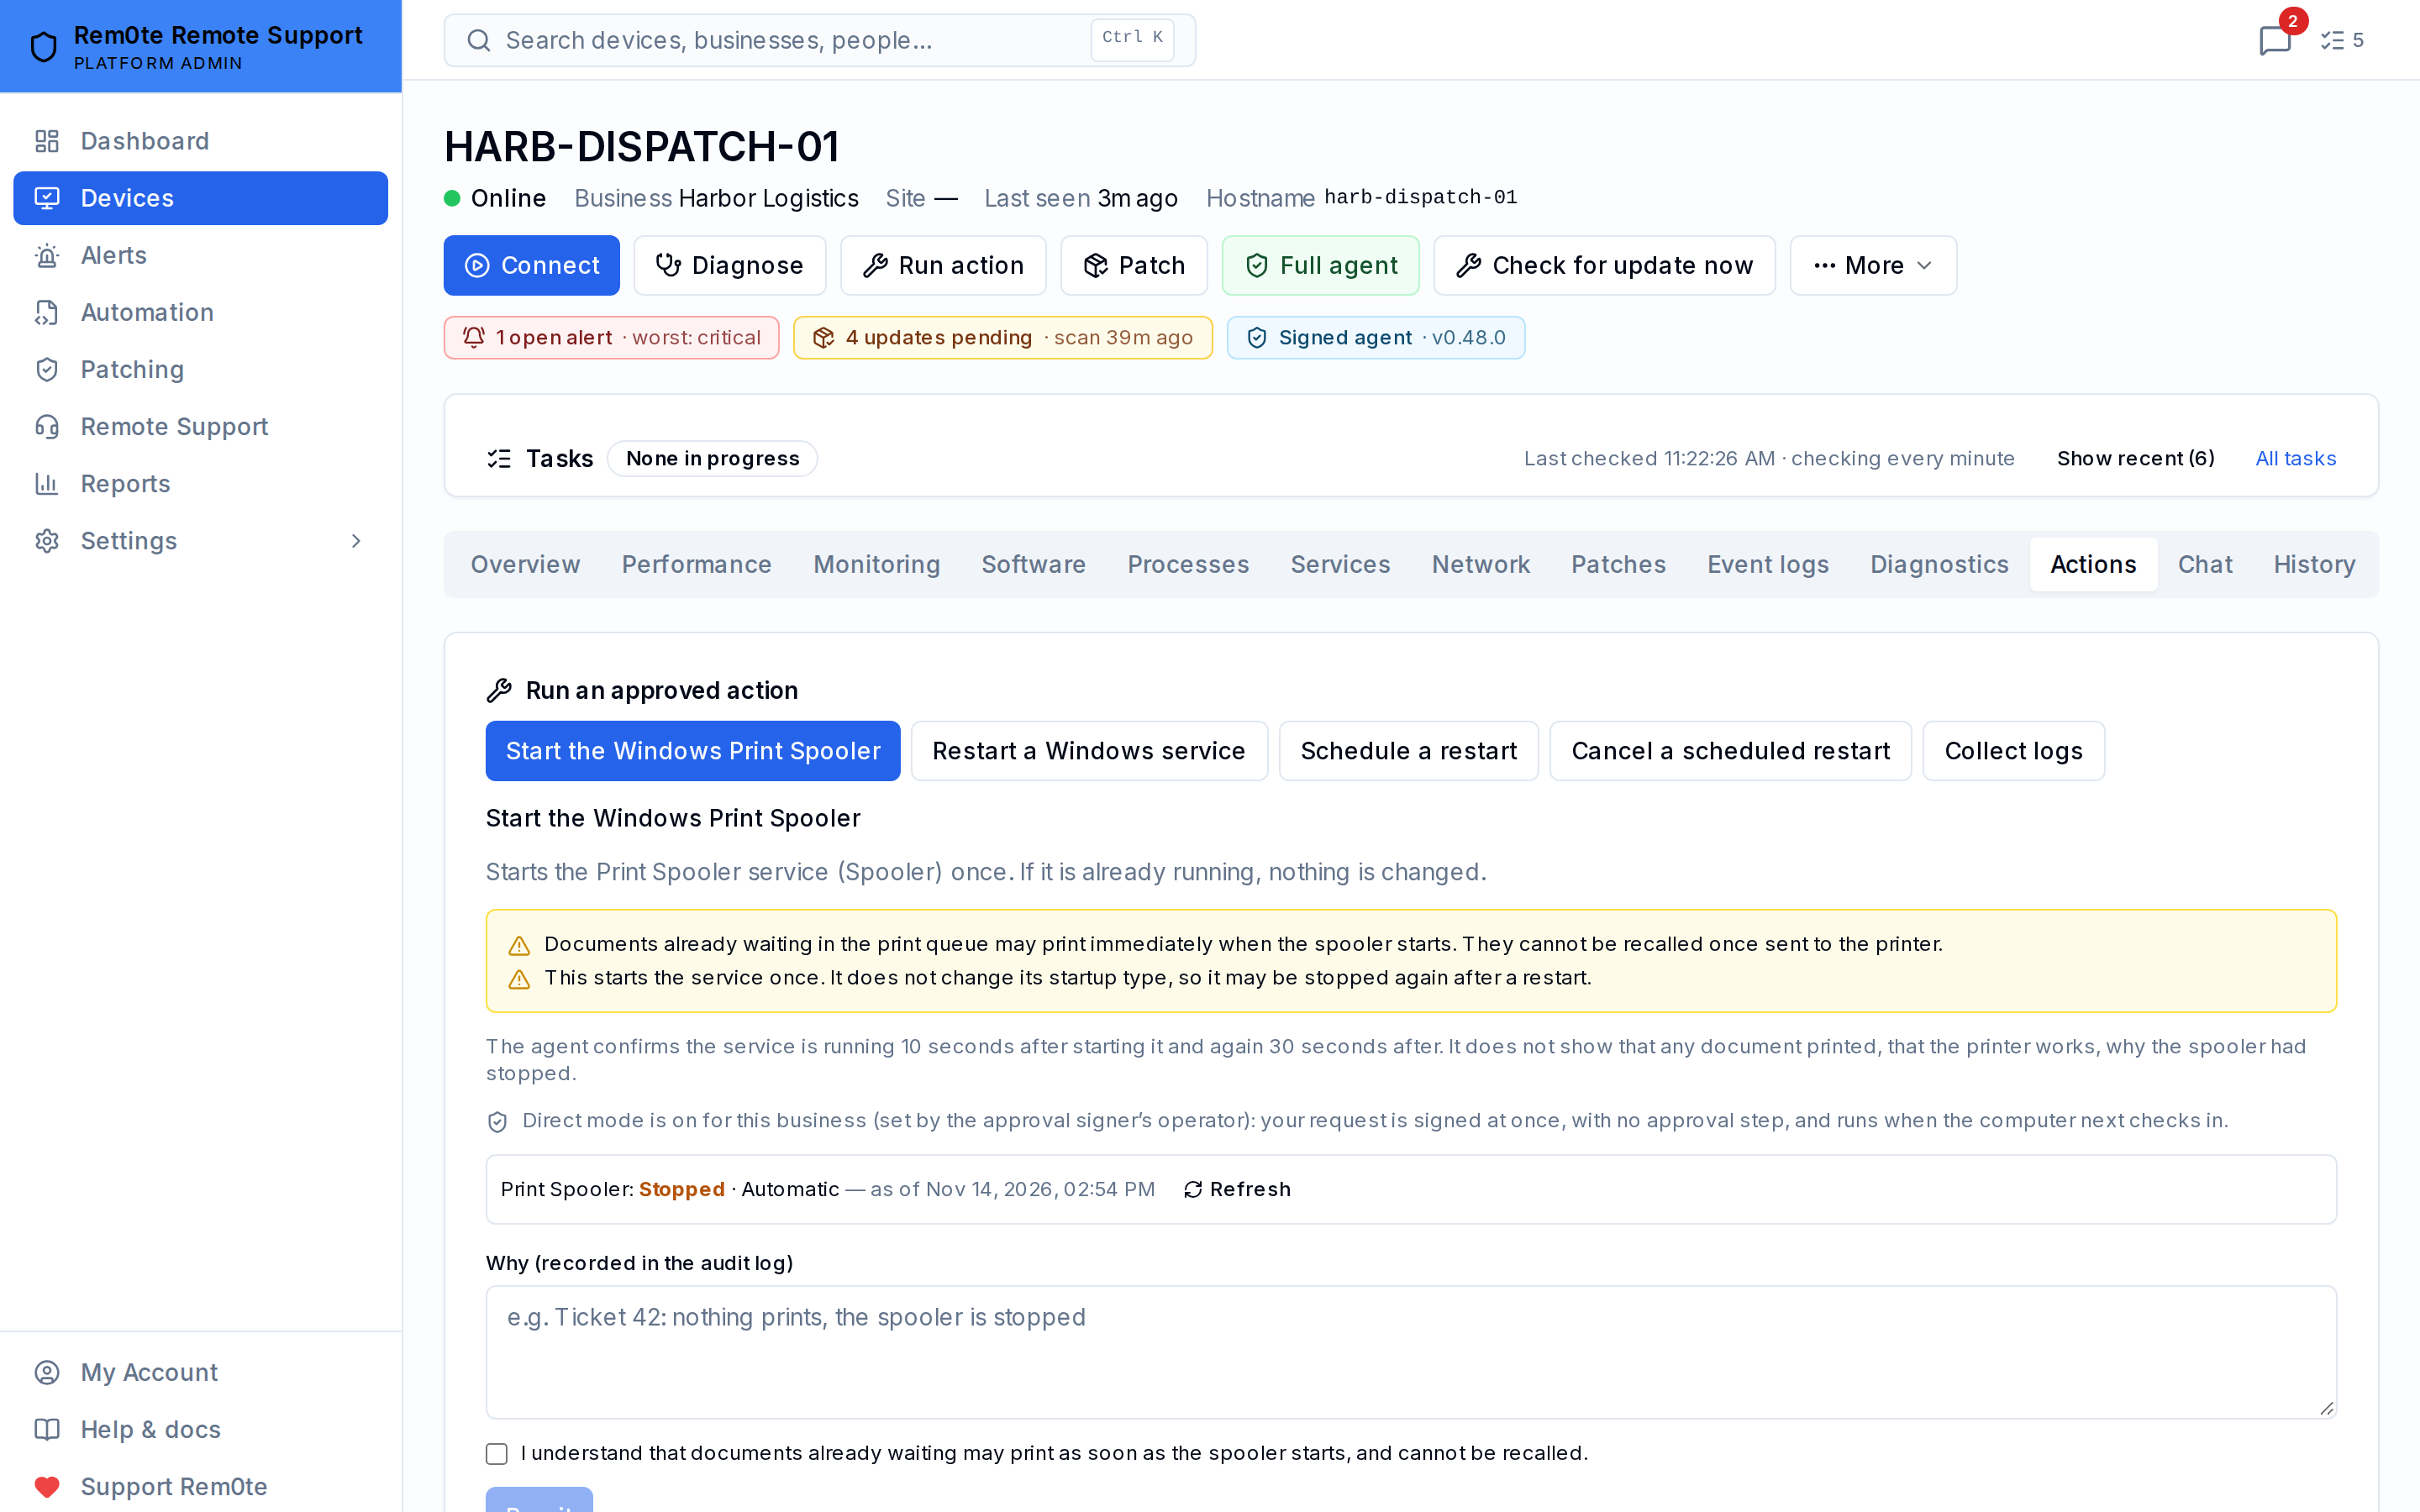 Rem0te Remote Support
PLATFORM ADMIN
Search devices, businesses, people...
Ctrl K
2
5
Dashboard
Devices
Alerts
Automation
Patching
Remote Support
Reports
Settings
My Account
Help & docs
Support Rem0te
HARB-DISPATCH-01
Online Business Harbor Logistics Site — Last seen 3m ago Hostname harb-dispatch-01
Connect Diagnose Run action Patch Full agent Check for update now More
1 open alert · worst: critical 4 updates pending · scan 39m ago Signed agent · v0.48.0
Tasks None in progress Last checked 11:22:26 AM · checking every minute Show recent (6) All tasks
Overview Performance Monitoring Software Processes Services Network Patches Event logs Diagnostics Actions Chat History
Run an approved action
Start the Windows Print Spooler Restart a Windows service Schedule a restart Cancel a scheduled restart Collect logs
Start the Windows Print Spooler
Starts the Print Spooler service (Spooler) once. If it is already running, nothing is changed.
Documents already waiting in the print queue may print immediately when the spooler starts. They cannot be recalled once sent to the printer.
This starts the service once. It does not change its startup type, so it may be stopped again after a restart.
The agent confirms the service is running 10 seconds after starting it and again 30 seconds after. It does not show that any document printed, that the printer works, why the spooler had
stopped.
Direct mode is on for this business (set by the approval signer’s operator): your request is signed at once, with no approval step, and runs when the computer next checks in.
Print Spooler: Stopped · Automatic — as of Nov 14, 2026, 02:54 PM Refresh
Why (recorded in the audit log)
e.g. Ticket 42: nothing prints, the spooler is stopped
I understand that documents already waiting may print as soon as the spooler starts, and cannot be recalled.